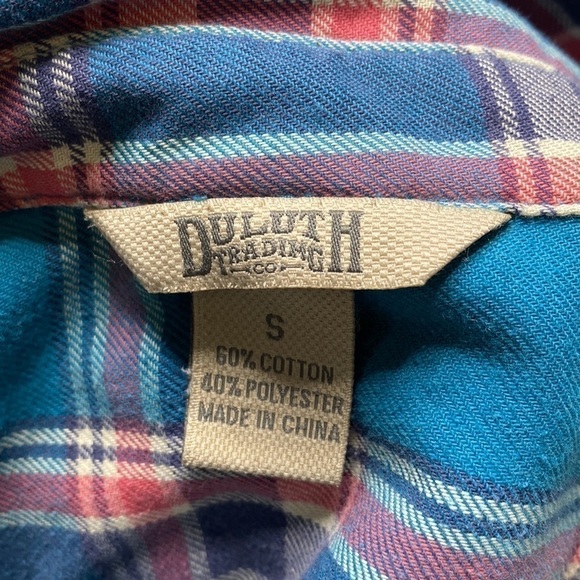 DULUTH
TRADING
CO
S
60% COTTON
40% POLYESTER
MADE IN CHINA